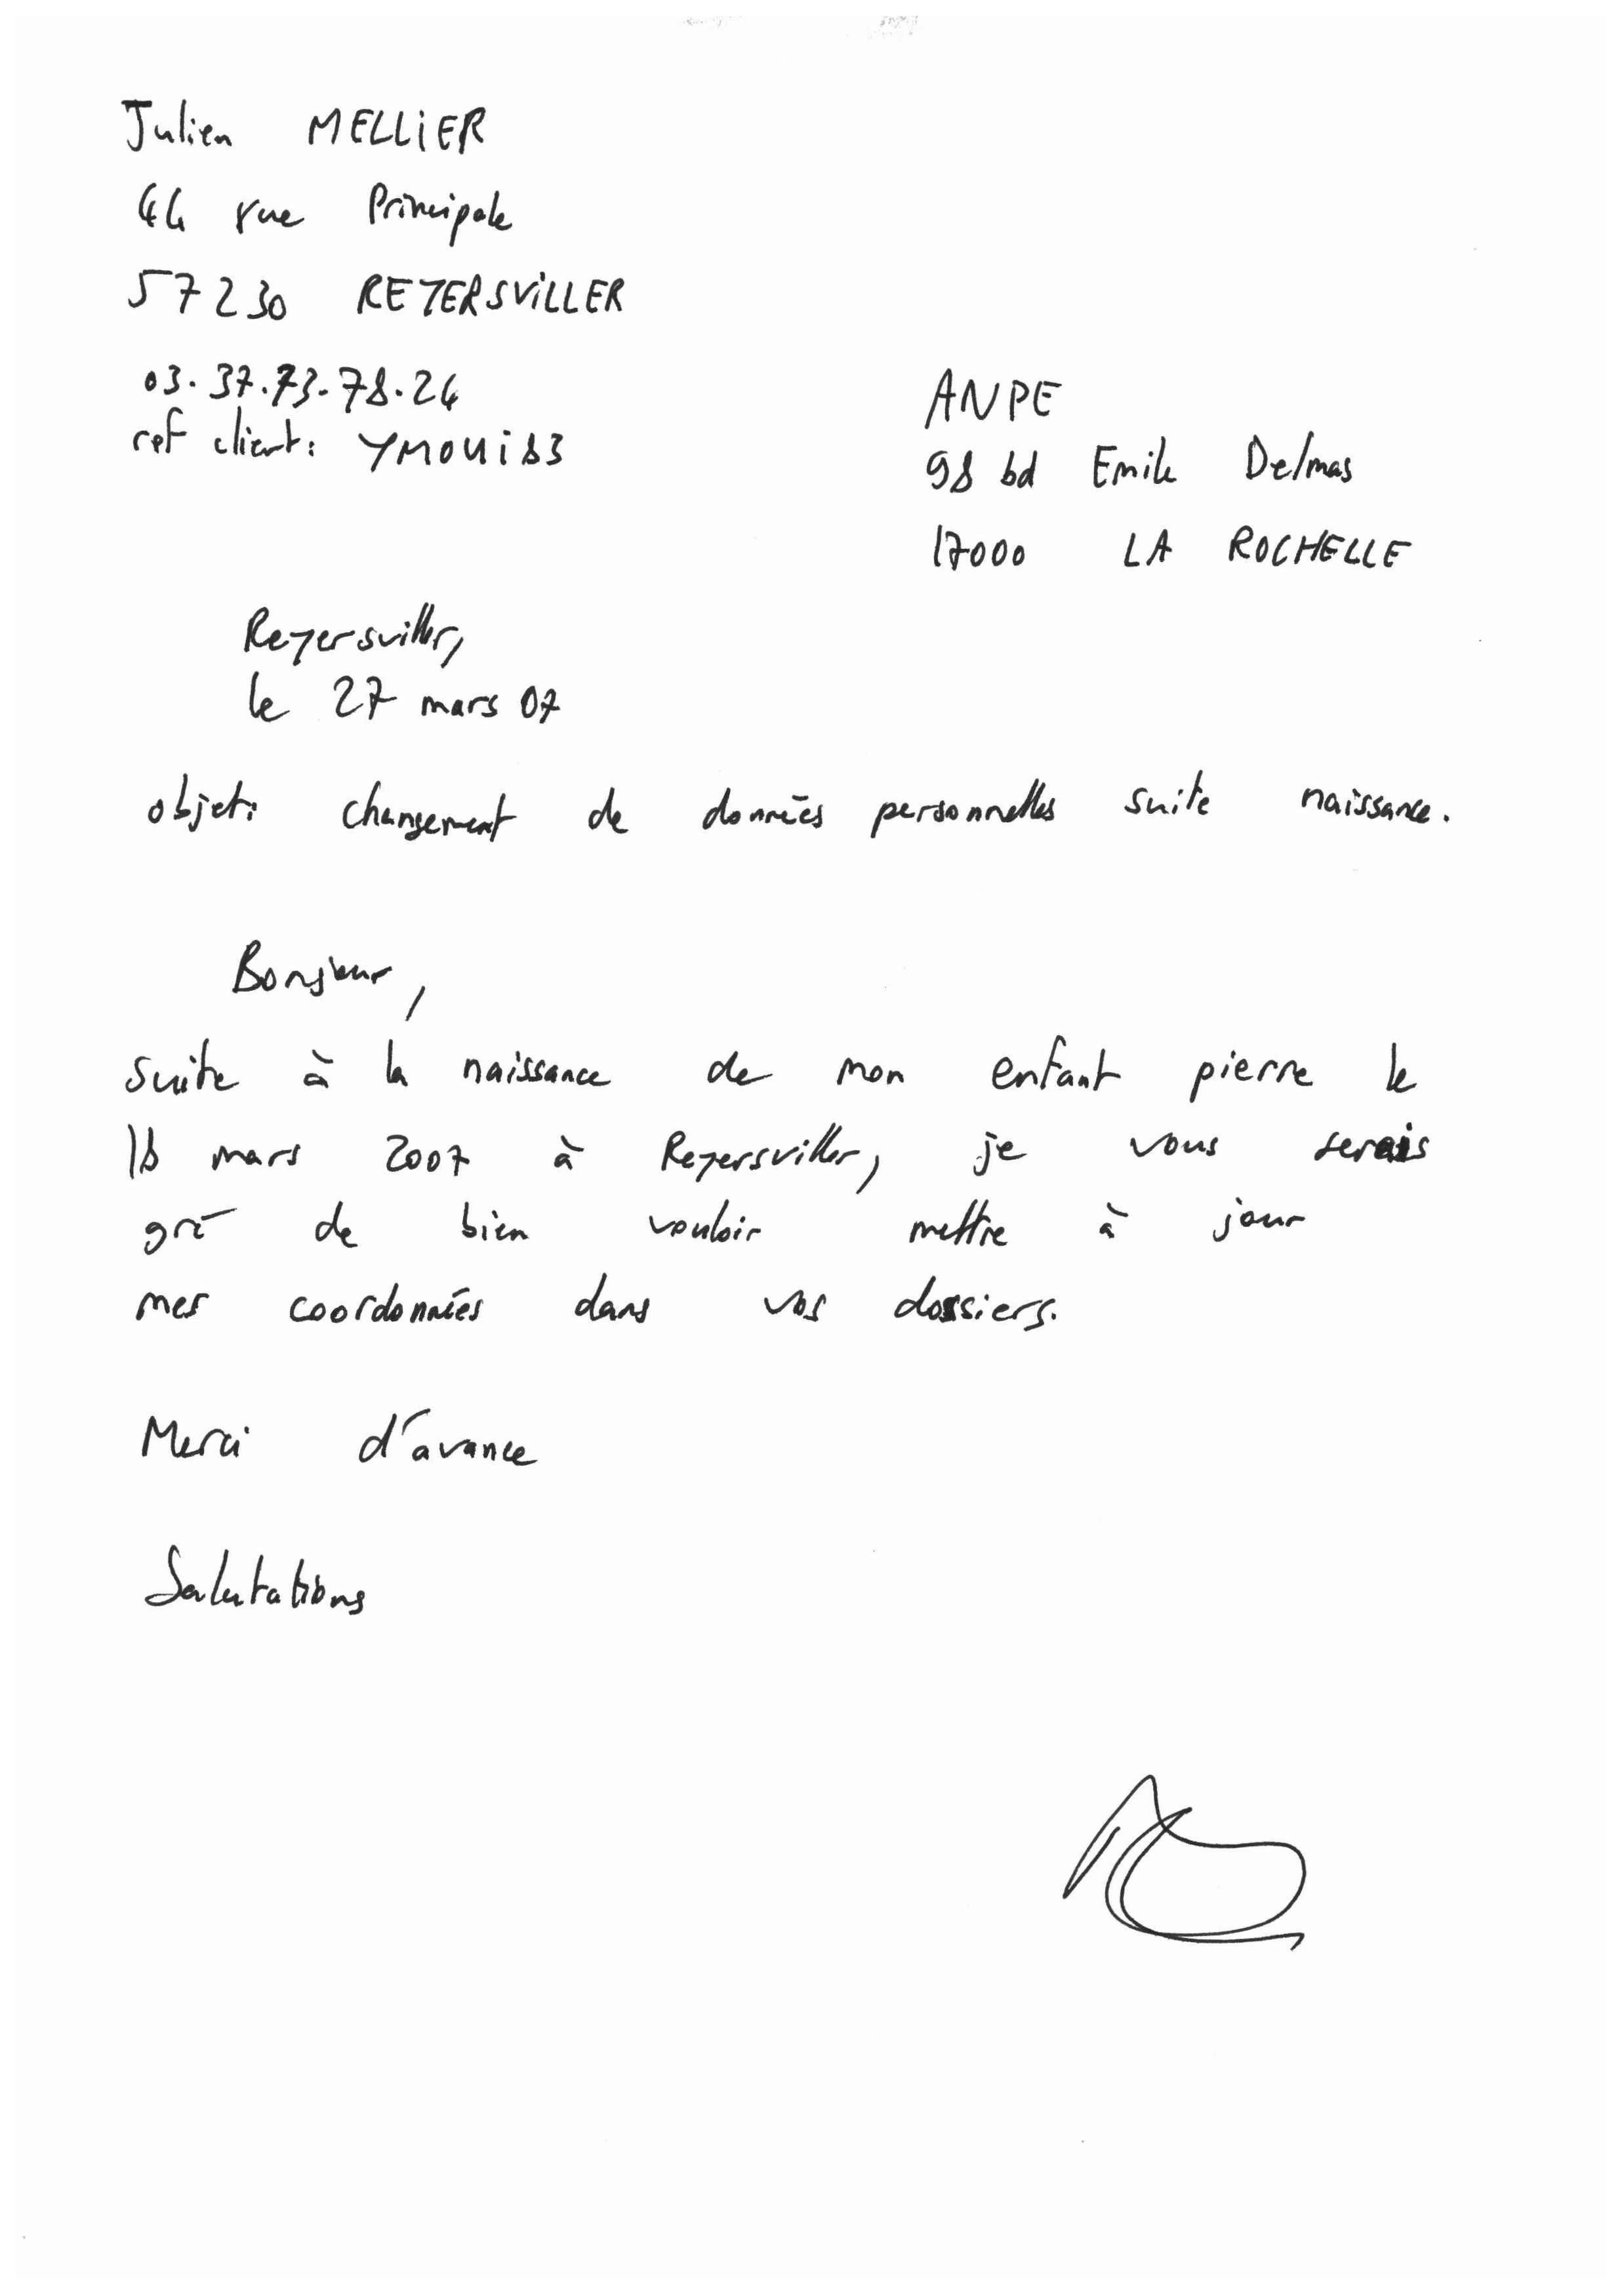 Julien MELLIER
44 rue Principale
57230 REYERSVILLER
03.37.73.78.24
ref client: YMOUI83
ANPE
98 bd Emile Delmas
17000 LA ROCHELLE
Reyersviller,
le 27 mars 07
objet: changement de données personnelles suite naissance.
Bonjour,
suite à la naissance de mon enfant pierre le
18 mars 2007 à Reyersviller, je vous serais
gré de bien vouloir mettre à jour
mes coordonnées dans vos dossiers.
Merci d'avance
Salutations